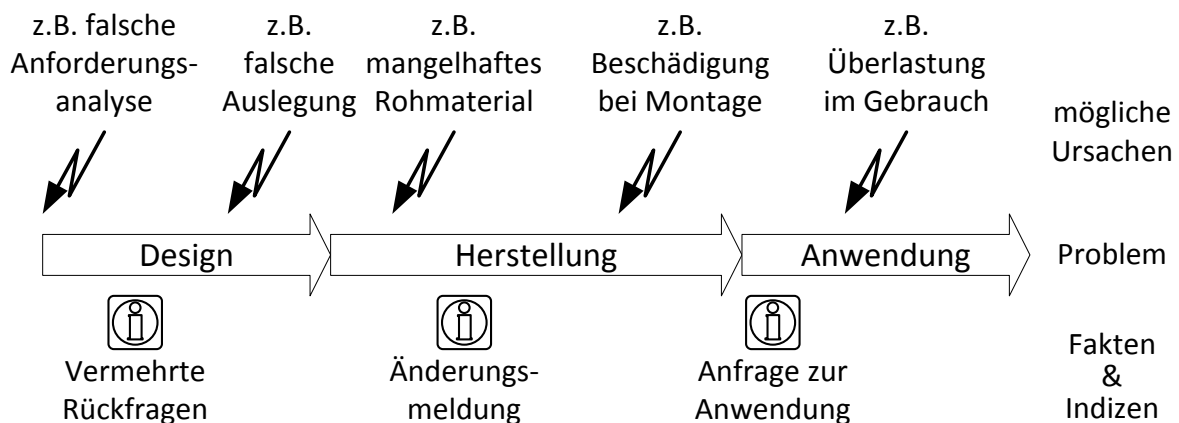 z.B. falsche
Anforderungs-
analyse
z.B.
falsche
Auslegung
z.B.
mangelhaftes
Rohmaterial
z.B.
Beschädigung
bei Montage
z.B.
Überlastung
im Gebrauch
mögliche
Ursachen
Design
Herstellung
Anwendung
Problem
Vermehrte
Rückfragen
Änderungs-
meldung
Anfrage zur
Anwendung
Fakten
&
Indizen